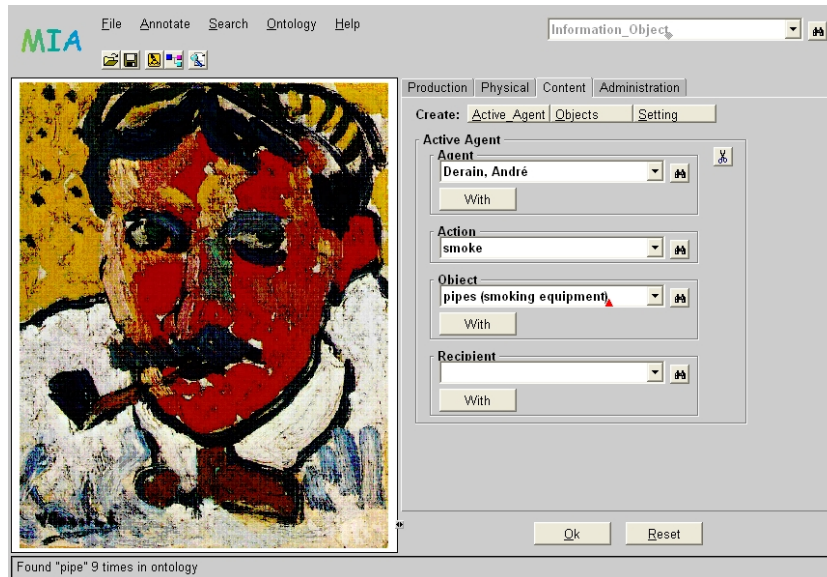 MIA
File Annotate Search Ontology Help
Information_Object
Production Physical Content Administration
Create: Active_Agent Objects Setting
Active Agent
Agent
Derain, André
With
Action
smoke
Object
pipes (smoking equipment)
With
Recipient
With
Ok Reset
Found "pipe" 9 times in ontology